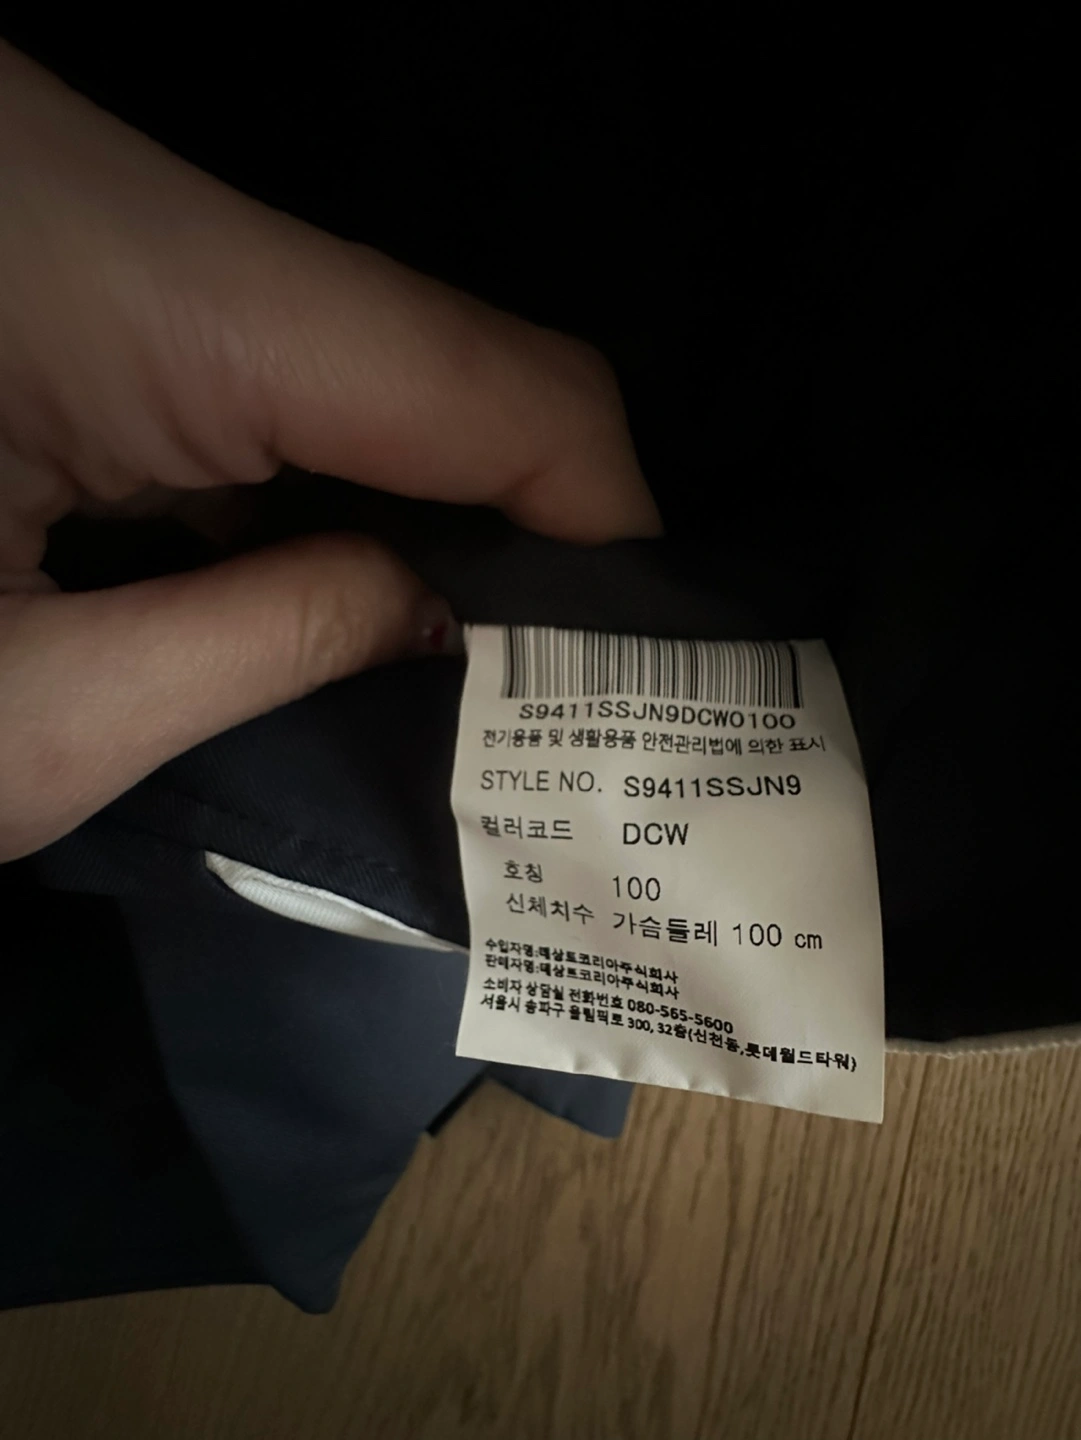 S9411SSJN9DCW0100
전기용품 및 생활용품 안전관리법에 의한 표시
STYLE NO. S9411SSJN9
컬러코드 DCW
호칭 100
신체치수 가슴들레 100 cm
수입자명:데상트코리아주식회사
판매자명:데상트코리아주식회사
소비자 상담실 전화번호 080-565-5600
서울시 송파구 올림픽로 300, 32층(신천동,롯데월드타워)